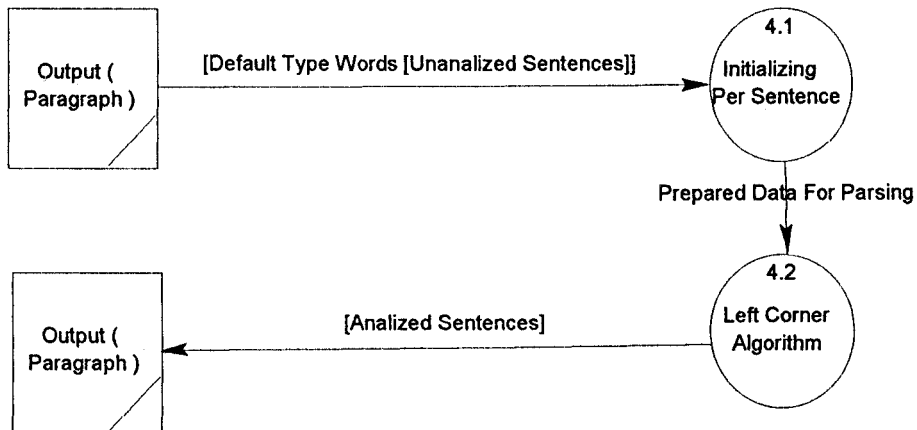 Output (
Paragraph )
[Default Type Words [Unanalized Sentences]]
4.1
Initializing
Per Sentence
Prepared Data For Parsing
4.2
Left Corner
Algorithm
[Analized Sentences]
Output (
Paragraph )